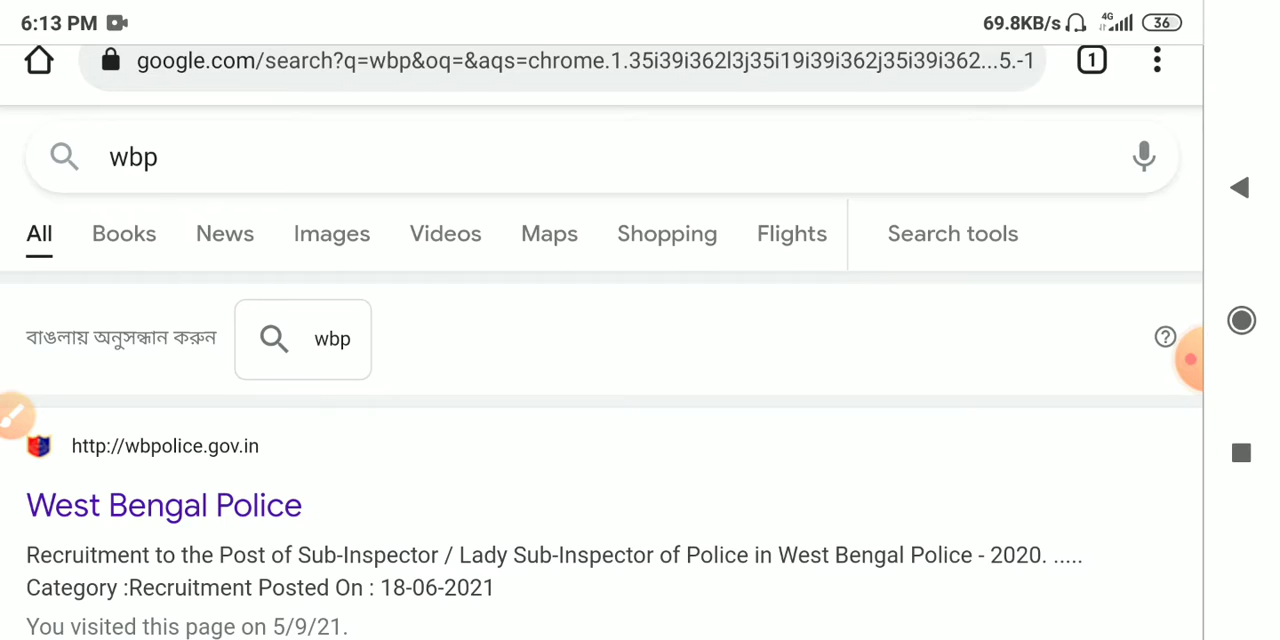 6:13 PM 69.8KB/s 4G 36
google.com/search?q=wbp&oq=&aqs=chrome.1.35i39i362l3j35i19i39i362j35i39i362...5.-1 1
wbp
All Books News Images Videos Maps Shopping Flights Search tools
বাঙলায় অনুসন্ধান করুন wbp
http://wbpolice.gov.in
West Bengal Police
Recruitment to the Post of Sub-Inspector / Lady Sub-Inspector of Police in West Bengal Police - 2020. .....
Category :Recruitment Posted On : 18-06-2021
You visited this page on 5/9/21.